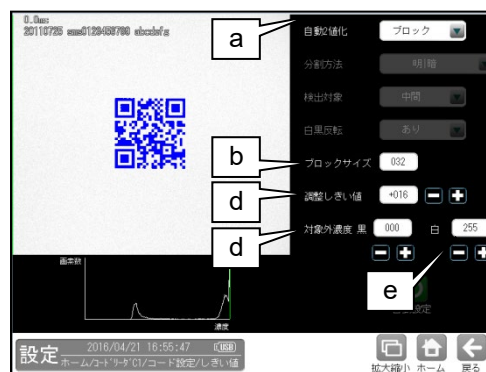 0.0ms:
20110725 sms0123456789 abcdefg
a
自動2値化 ブロック
分割方法 明|暗
検出対象 中間
白黒反転 あり
b
ブロックサイズ 032
d
調整しきい値 +016
d
対象外濃度 黒 000 白 255
e
画素数
濃度
設定
2016/04/21 16:55:47 USB
ホーム/コードリーダC1/コード設定/しきい値
拡大縮小 ホーム 戻る